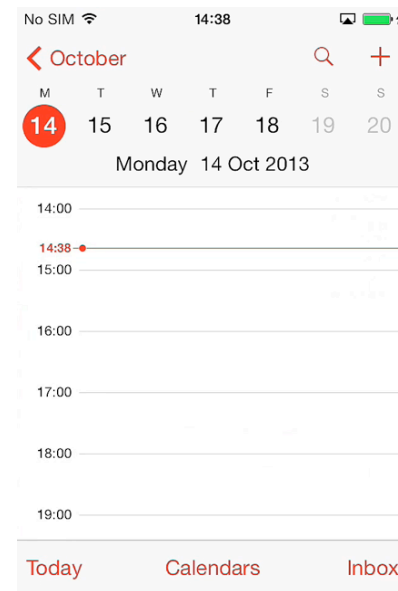 No SIM 14:38
October
M T W T F S S
14 15 16 17 18 19 20
Monday 14 Oct 2013
14:00
14:38
15:00
16:00
17:00
18:00
19:00
Today Calendars Inbox